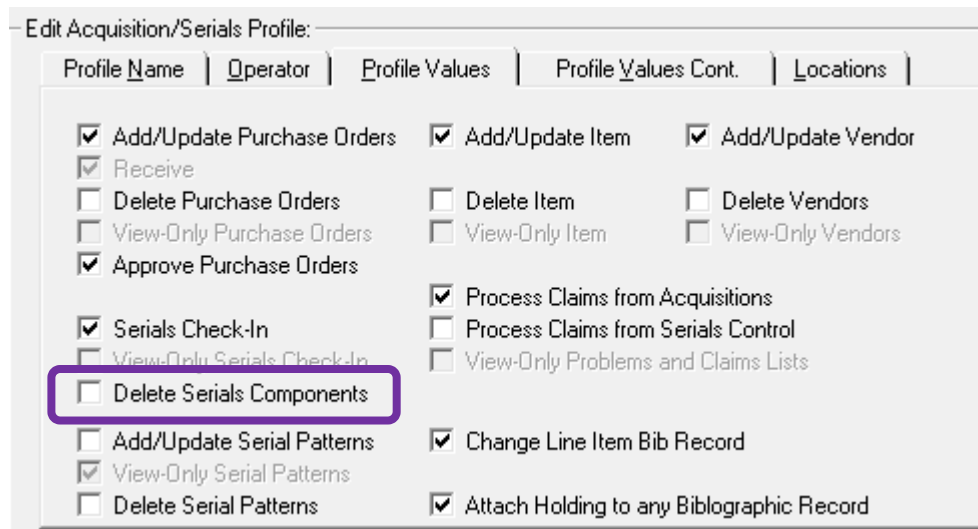 Edit Acquisition/Serials Profile:
Profile Name Operator Profile Values Profile Values Cont. Locations
Add/Update Purchase Orders Add/Update Item Add/Update Vendor
Receive
Delete Purchase Orders Delete Item Delete Vendors
View-Only Purchase Orders View-Only Item View-Only Vendors
Approve Purchase Orders
Process Claims from Acquisitions
Serials Check-In Process Claims from Serials Control
View-Only Serials Check-In View-Only Problems and Claims Lists
Delete Serials Components
Add/Update Serial Patterns Change Line Item Bib Record
View-Only Serial Patterns
Delete Serial Patterns Attach Holding to any Biblographic Record